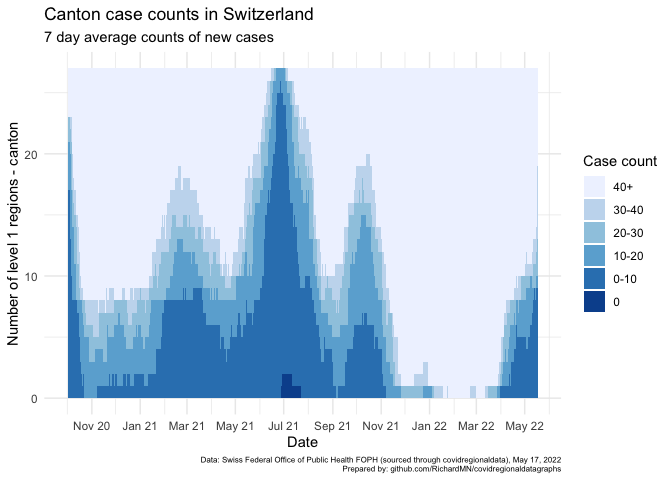 Canton case counts in Switzerland
7 day average counts of new cases
Number of level 1 regions - canton
20
10
0
Nov 20 Jan 21 Mar 21 May 21 Jul 21 Sep 21 Nov 21 Jan 22 Mar 22 May 22
Date
Case count
40+
30-40
20-30
10-20
0-10
0
Data: Swiss Federal Office of Public Health FOPH (sourced through covidregionaldata), May 17, 2022
Prepared by: github.com/RichardMN/covidregionaldatagraphs